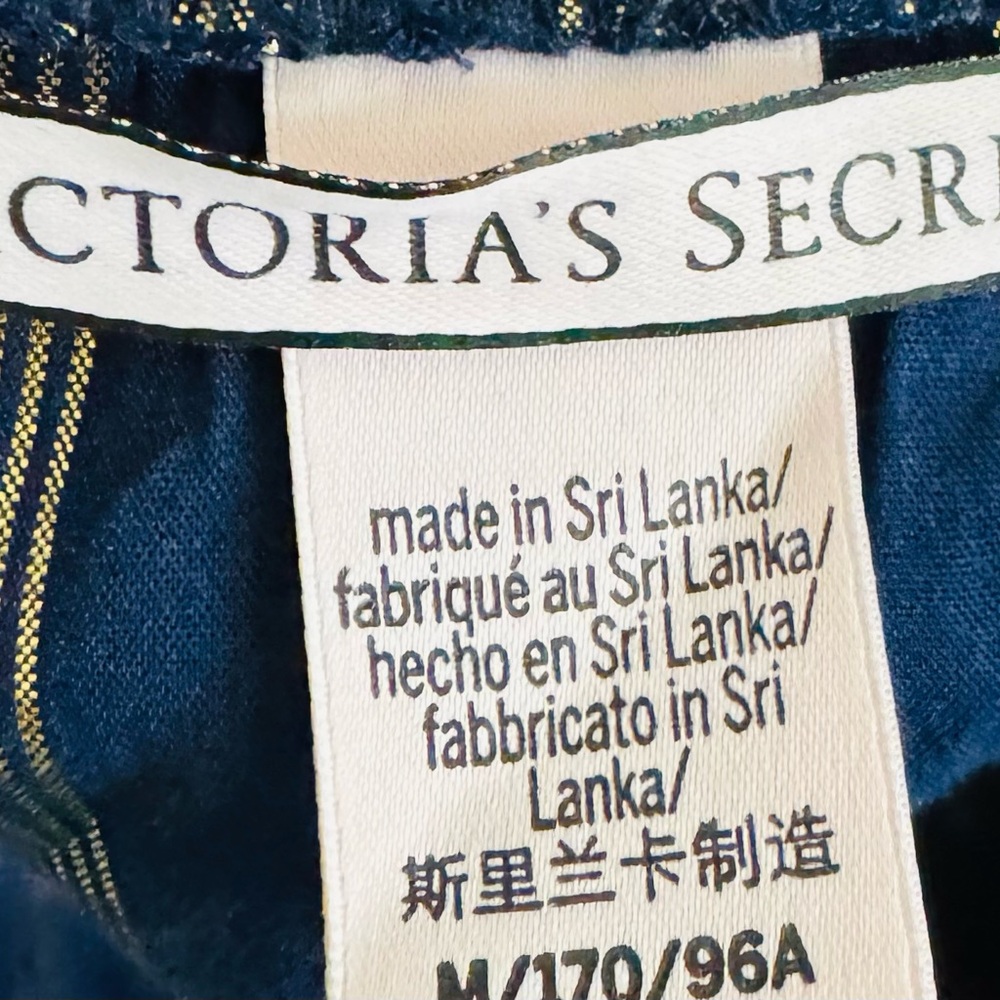 CTORIA'S SECR
made in Sri Lanka/
fabriqué au Sri Lanka/
hecho en Sri Lanka/
fabbricato in Sri
Lanka/
斯里兰卡制造
M/170/96A